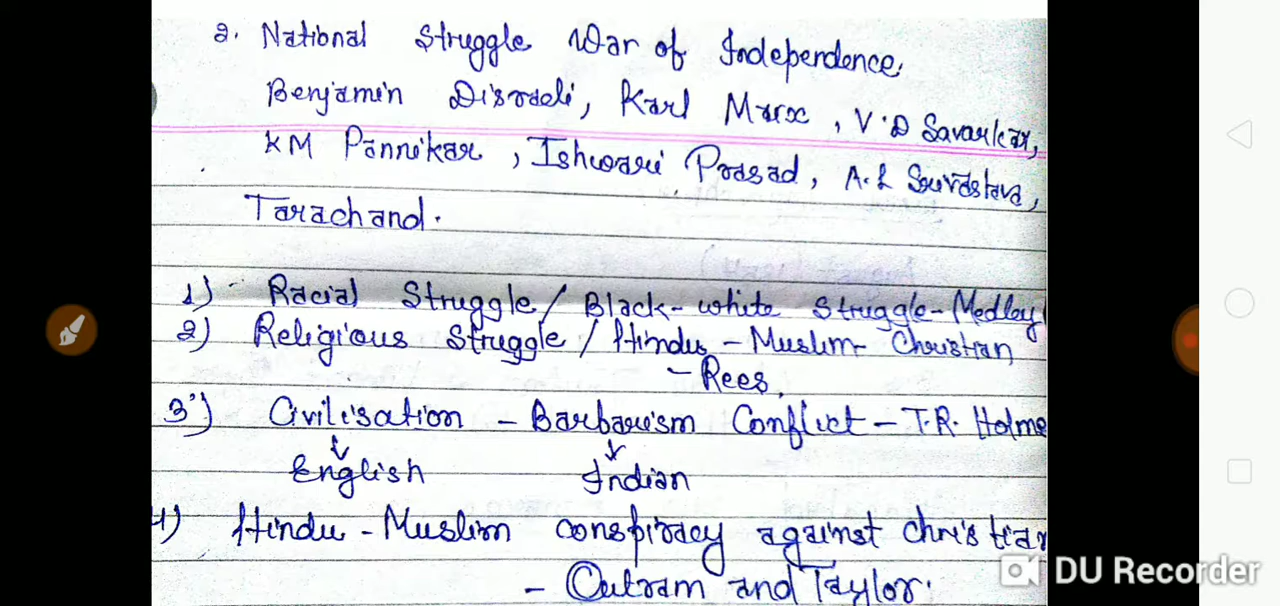 2. National Struggle War of Independence.
Benjamin Disraeli, Karl Marx, V.D Savarkar,
KM Pannikar, Ishwari Prasad, A.L Srivastava,
Tarachand.
1) Racial Struggle / Black-white Struggle - Medley
2) Religious Struggle / Hindu - Muslim - Christian
- Rees.
3) Civilisation - Barbarism Conflict - T.R. Holme
↓ ↓
English Indian
4) Hindu - Muslim conspiracy against christian
- Outram and Taylor.
DU Recorder